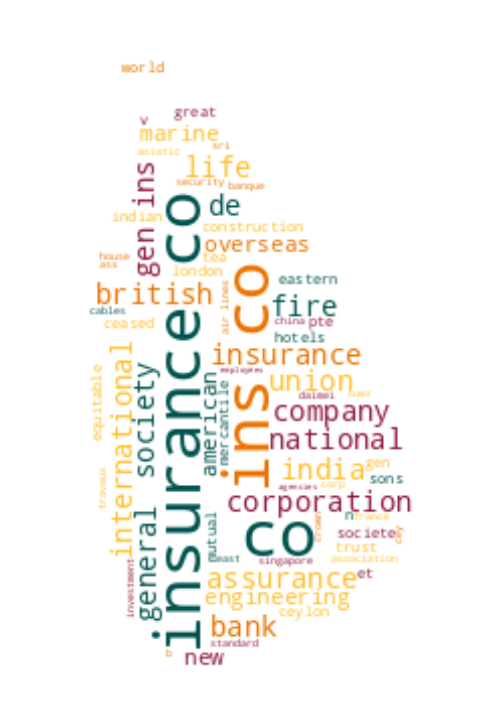 world
great
v
marine
sri
asiatic
life
security
banque
gen ins
de
indian
construction
overseas
house
ass
tea
london
insurance co
ins co
eastern
british
air lines
fire
cables
china
pte
ceased
hotels
insurance
international
society
equitable
employees
american
mercantile
union
suez
daimei
company
national
india
gen
sons
travaux
agencies
corp
corporation
general
mutual
co
crown
n
france
societe
cey
trust
east
singapore
association
investment
assurance
et
engineering
ceylon
bank
standard
b
new